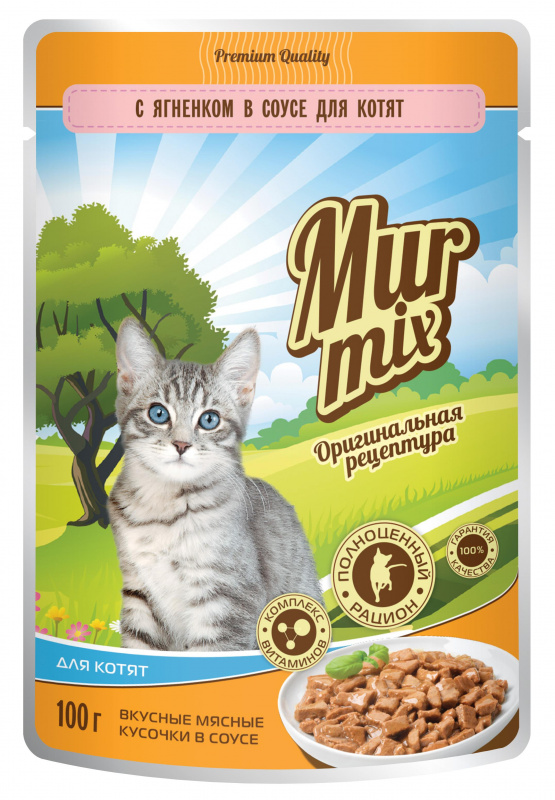 Premium Quality
С ЯГНЕНКОМ В СОУСЕ ДЛЯ КОТЯТ
Mur
mix
Оригинальная
рецептура
ПОЛНОЦЕННЫЙ
РАЦИОН
ГАРАНТИЯ
100%
КАЧЕСТВА
КОМПЛЕКС
ВИТАМИНОВ
ДЛЯ КОТЯТ
100 г
ВКУСНЫЕ МЯСНЫЕ
КУСОЧКИ В СОУСЕ